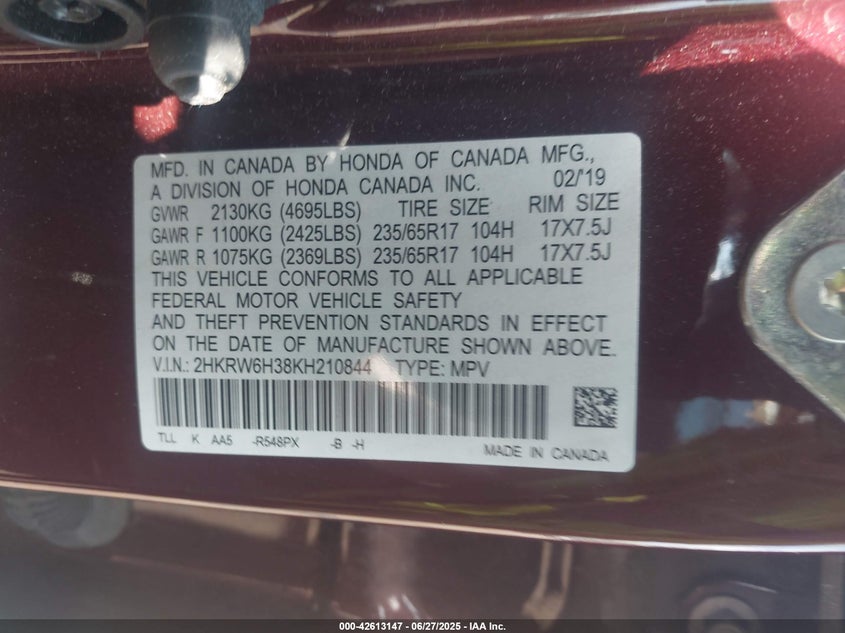 MFD. IN CANADA BY HONDA OF CANADA MFG.,
A DIVISION OF HONDA CANADA INC. 02/'19
GVWR 2130KG (4695LBS) TIRE SIZE RIM SIZE
GAWR F 1100KG (2425LBS) 235/65R17 104H 17X7.5J
GAWR R 1075KG (2369LBS) 235/65R17 104H 17X7.5J
THIS VEHICLE CONFORMS TO ALL APPLICABLE
FEDERAL MOTOR VEHICLE SAFETY
AND THEFT PREVENTION STANDARDS IN EFFECT
ON THE DATE OF MANUFACTURE SHOWN ABOVE.
V.I.N.: 2HKRW6H38KH210844 TYPE: MPV
TLL K AA5 -R548PX -B -H MADE IN CANADA
000-42613147 - 06/27/2025 - IAA Inc.